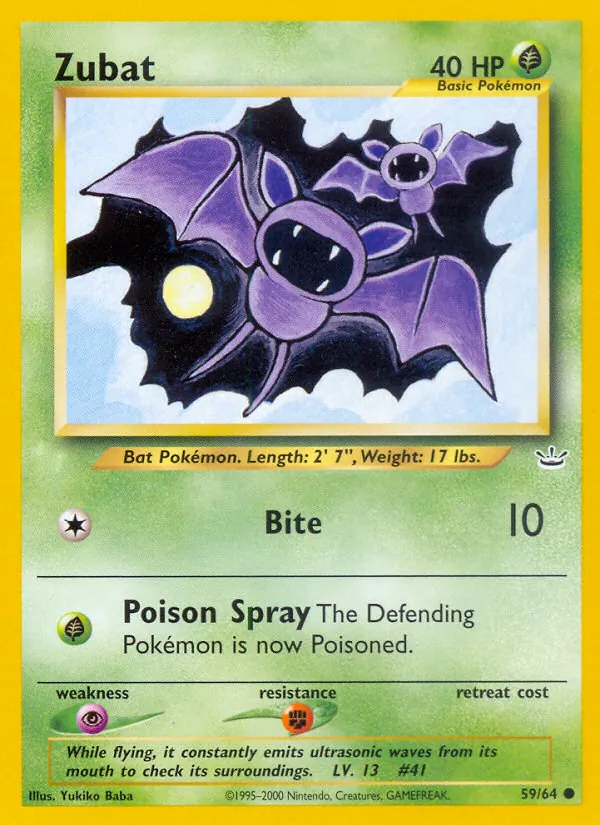 Zubat
40 HP
Basic Pokémon
Bat Pokémon. Length: 2' 7", Weight: 17 lbs.
Bite 10
Poison Spray The Defending
Pokémon is now Poisoned.
weakness resistance retreat cost
While flying, it constantly emits ultrasonic waves from its
mouth to check its surroundings. LV. 13 #41
Illus. Yukiko Baba ©1995-2000 Nintendo, Creatures, GAMEFREAK. 59/64